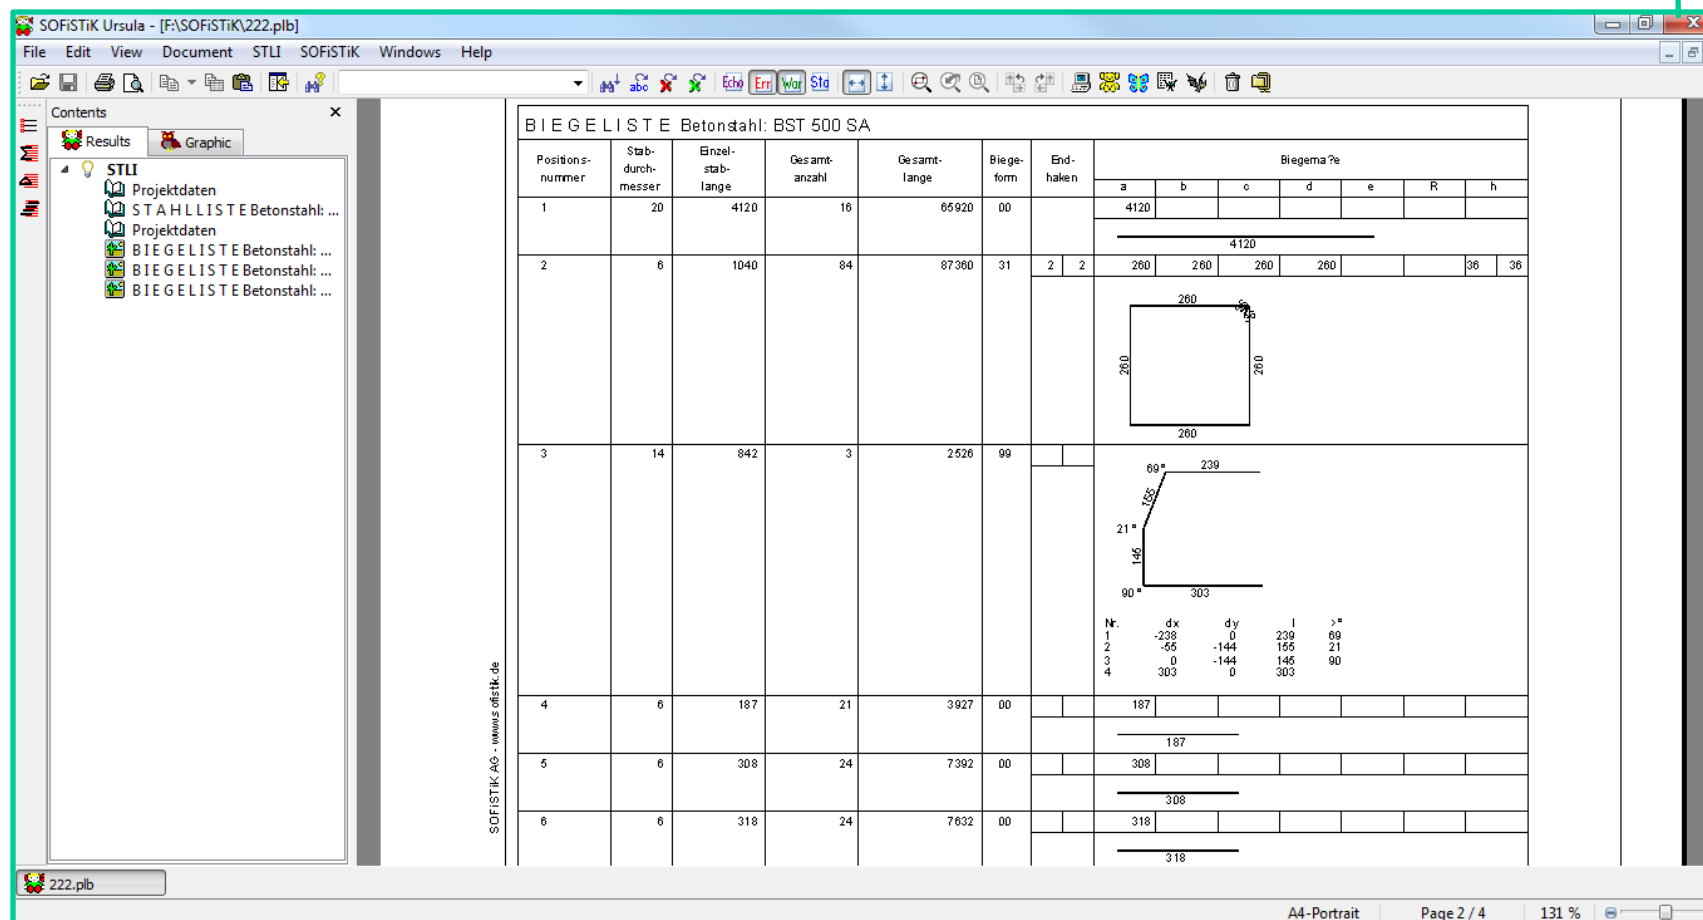 SOFiSTiK Ursula - [F:\SOFiSTiK\222.plb]
File Edit View Document STLI SOFiSTiK Windows Help
abc Echo Err War Sta
Contents
Results Graphic
STLI
Projektdaten
S T A H L L I S T E Betonstahl: ...
Projektdaten
B I E G E L I S T E Betonstahl: ...
B I E G E L I S T E Betonstahl: ...
B I E G E L I S T E Betonstahl: ...
B I E G E L I S T E Betonstahl: BST 500 SA
Positions-
nummer
Stab-
durch-
messer
Einzel-
stab-
lange
Gesamt-
anzahl
Gesamt-
lange
Biege-
form
End-
haken
Biegema?e
a b c d e R h
1 20 4120 16 65920 00 4120
4120
2 6 1040 84 87360 31 2 2 260 260 260 260 36 36
260
260 260
260
3 14 842 3 2526 99
69° 239
155
21°
145
90° 303
Nr. dx dy l >°
1 -238 0 239 69
2 -55 -144 155 21
3 0 -144 145 90
4 303 0 303
4 6 187 21 3927 00 187
187
5 6 308 24 7392 00 308
308
6 6 318 24 7632 00 318
318
SOFiSTiK AG - www.sofistik.de
222.plb
A4-Portrait Page 2 / 4 131 %